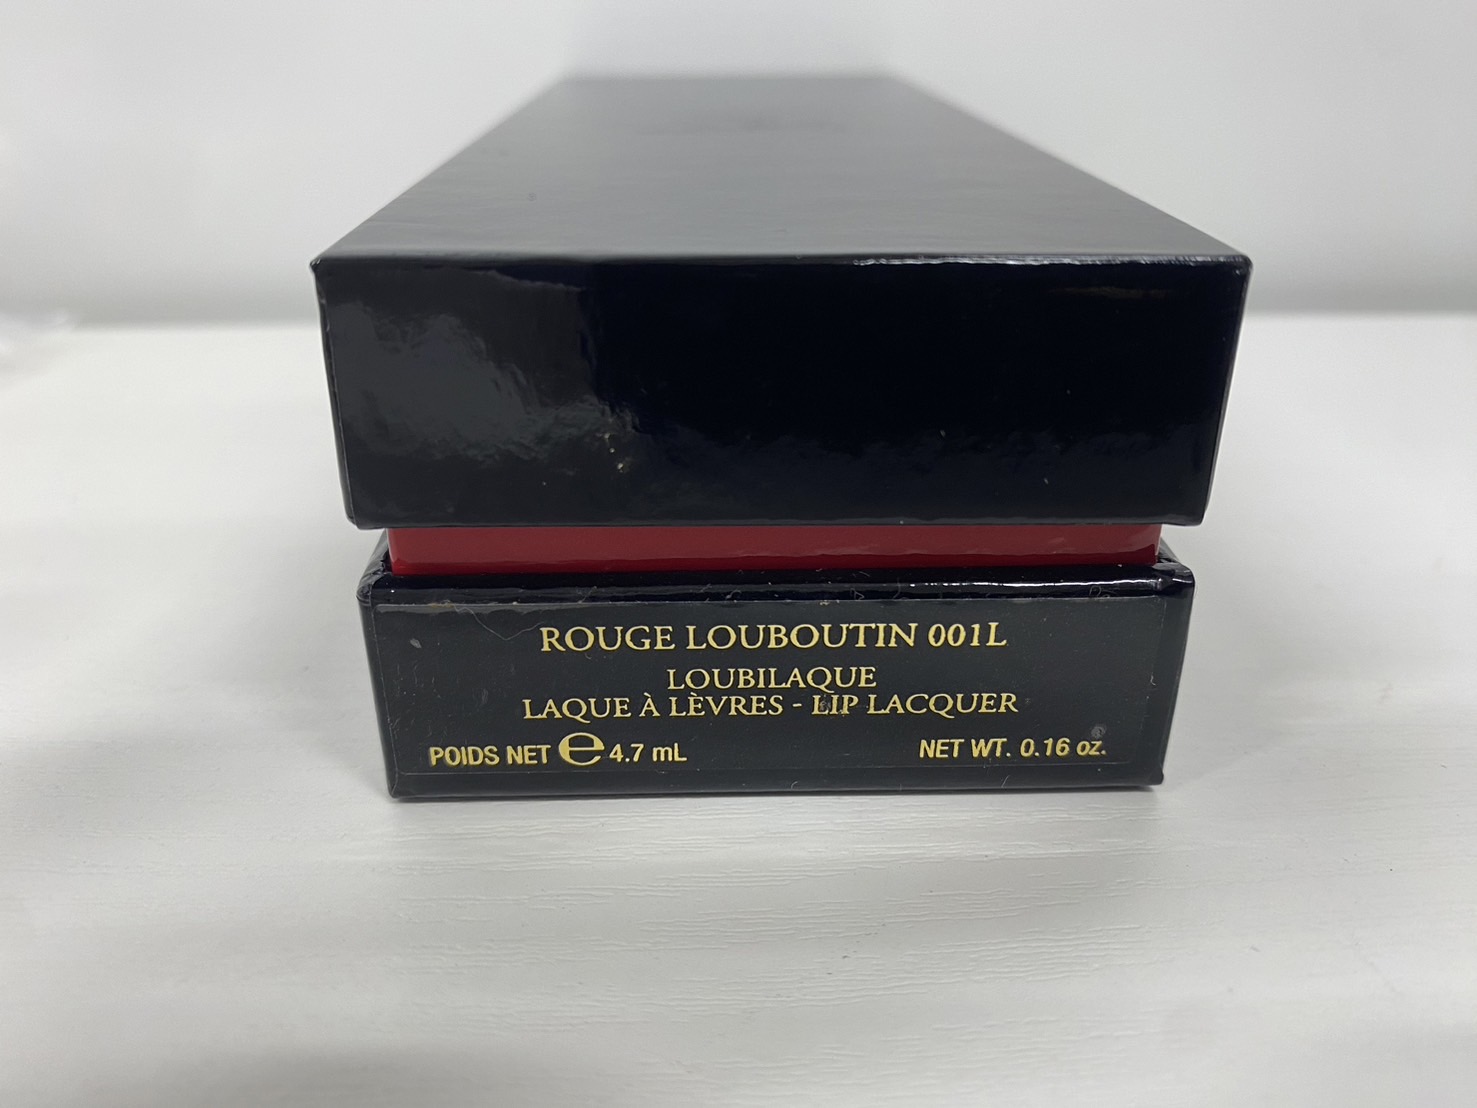 ROUGE LOUBOUTIN 001L
LOUBILAQUE
LAQUE À LÈVRES - LIP LACQUER
POIDS NET ℮ 4.7 mL NET WT. 0.16 oz.